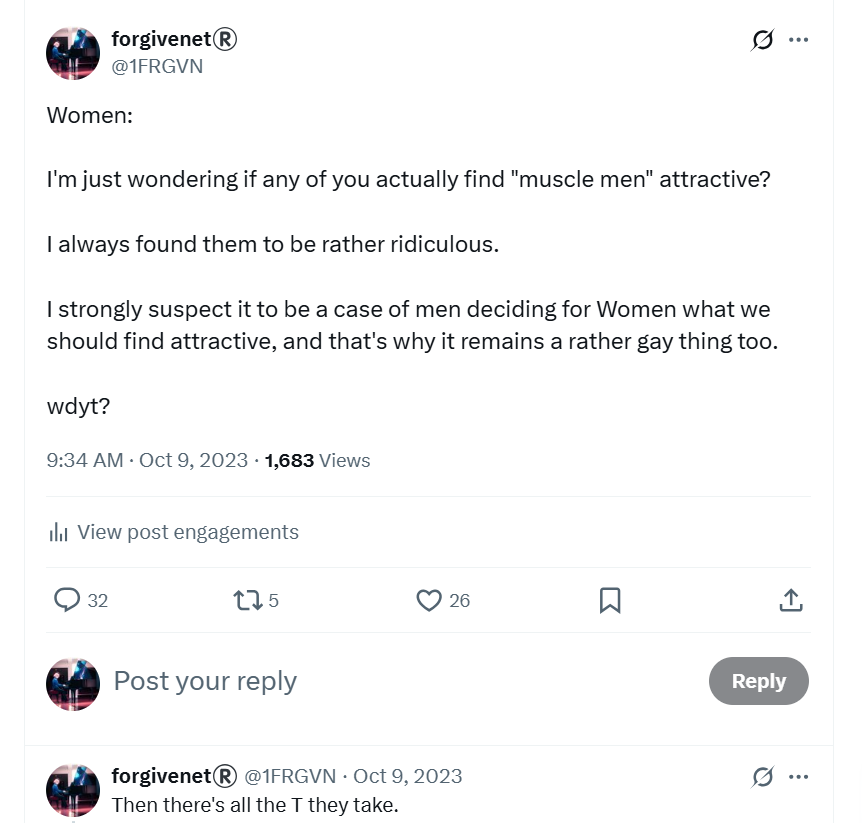 forgivenet®
@1FRGVN
Women:
I'm just wondering if any of you actually find "muscle men" attractive?
I always found them to be rather ridiculous.
I strongly suspect it to be a case of men deciding for Women what we
should find attractive, and that's why it remains a rather gay thing too.
wdyt?
9:34 AM · Oct 9, 2023 · 1,683 Views
View post engagements
32 5 26
Post your reply Reply
forgivenet® @1FRGVN · Oct 9, 2023
Then there's all the T they take.